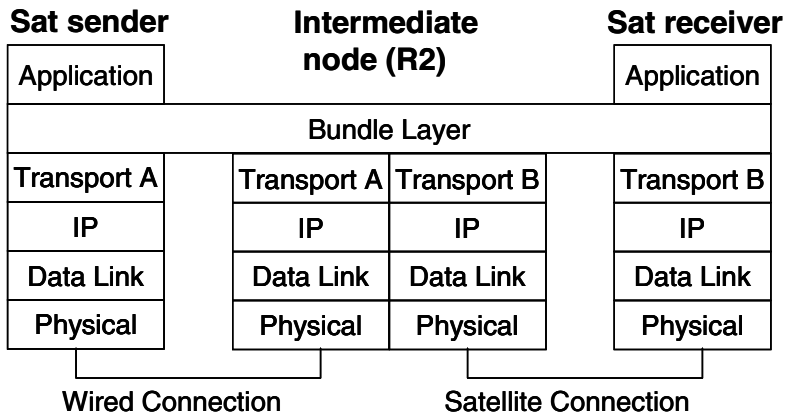 Sat sender
Intermediate
node (R2)
Sat receiver
Application
Application
Bundle Layer
Transport A
Transport A
Transport B
Transport B
IP
IP
IP
IP
Data Link
Data Link
Data Link
Data Link
Physical
Physical
Physical
Physical
Wired Connection
Satellite Connection